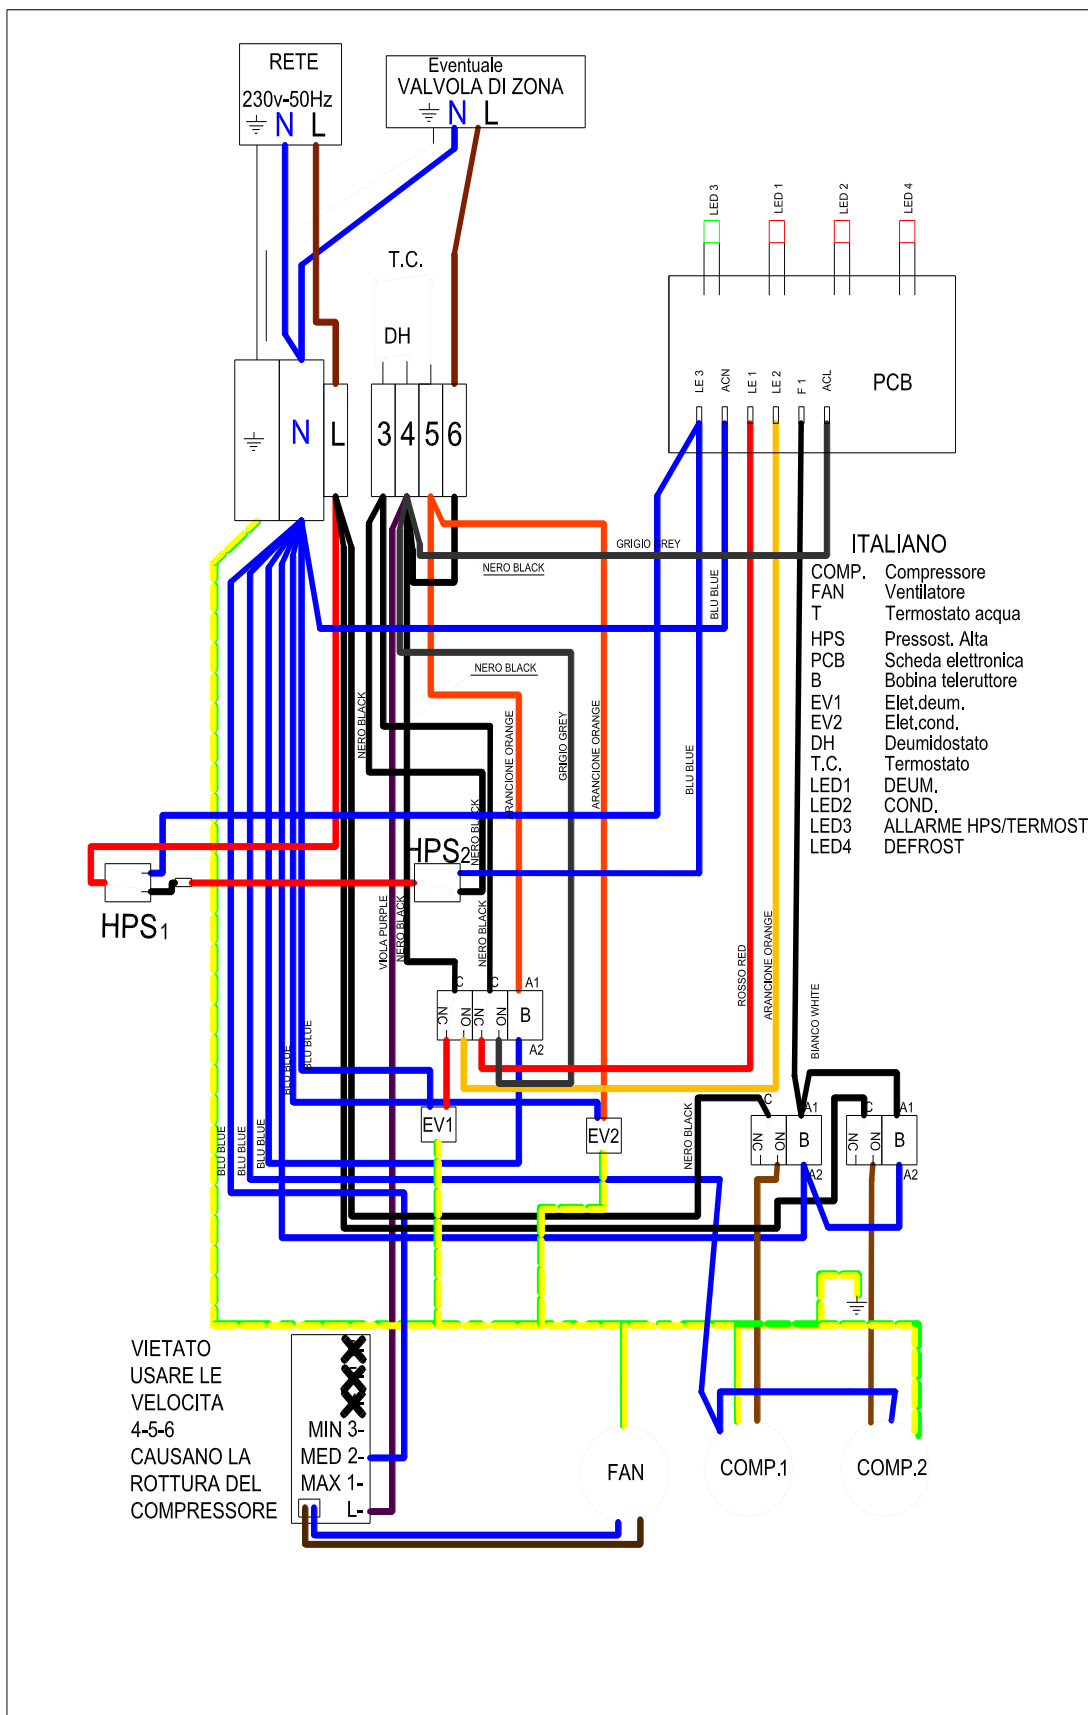 RETE
230v-50Hz
N L
Eventuale
VALVOLA DI ZONA
N L
T.C.
DH
LED 3
LED 1
LED 2
LED 4
LE 3
ACN
LE 1
LE 2
F 1
ACL
PCB
N
L
3 4 5 6
GRIGIO GREY
NERO BLACK
BLU BLUE
NERO BLACK
NERO BLACK
ARANCIONE ORANGE
GRIGIO GREY
ARANCIONE ORANGE
BLU BLUE
ITALIANO
COMP. Compressore
FAN Ventilatore
T Termostato acqua
HPS Pressost. Alta
PCB Scheda elettronica
B Bobina teleruttore
EV1 Elet.deum.
EV2 Elet.cond.
DH Deumidostato
T.C. Termostato
LED1 DEUM.
LED2 COND.
LED3 ALLARME HPS/TERMOST
LED4 DEFROST
HPS1
HPS2
NERO BLACK
VIOLA PURPLE
NERO BLACK
NERO BLACK
ROSSO RED
ARANCIONE ORANGE
BIANCO WHITE
C C A1
NC NO NC NO B
A2
BLU BLUE
BLU BLUE
BLU BLUE
BLU BLUE
BLU BLUE
EV1
EV2
NERO BLACK
C A1
NC NO B
A2
C A1
NC NO B
A2
VIETATO
USARE LE
VELOCITA
4-5-6
CAUSANO LA
ROTTURA DEL
COMPRESSORE
MIN 3-
MED 2-
MAX 1-
L-
FAN
COMP.1
COMP.2